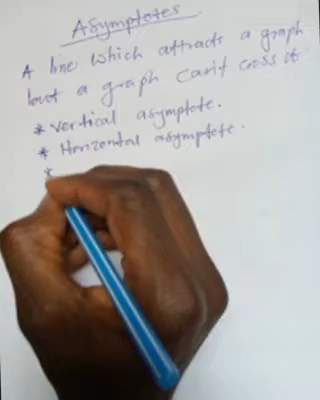 Asymptotes
A line which attracts a graph
but a graph can't cross it
* Vertical asymptote.
* Horizontal asymptote.
*